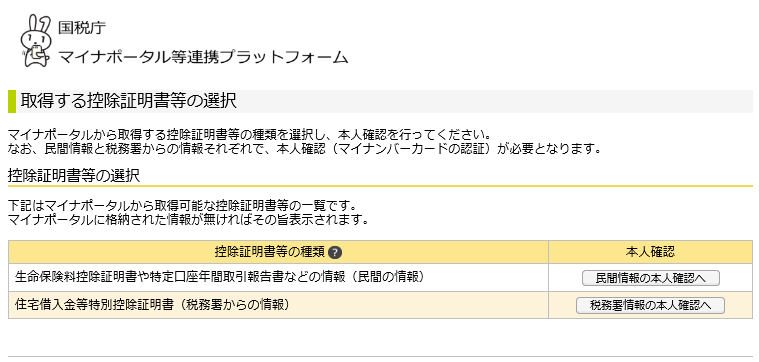 国税庁
マイナポータル等連携プラットフォーム
取得する控除証明書等の選択
マイナポータルから取得する控除証明書等の種類を選択し、本人確認を行ってください。
なお、民間情報と税務署からの情報それぞれで、本人確認（マイナンバーカードの認証）が必要となります。
控除証明書等の選択
下記はマイナポータルから取得可能な控除証明書等の一覧です。
マイナポータルに格納された情報が無ければその旨表示されます。
控除証明書等の種類 ? 本人確認
生命保険料控除証明書や特定口座年間取引報告書などの情報（民間の情報） 民間情報の本人確認へ
住宅借入金等特別控除証明書（税務署からの情報） 税務署情報の本人確認へ